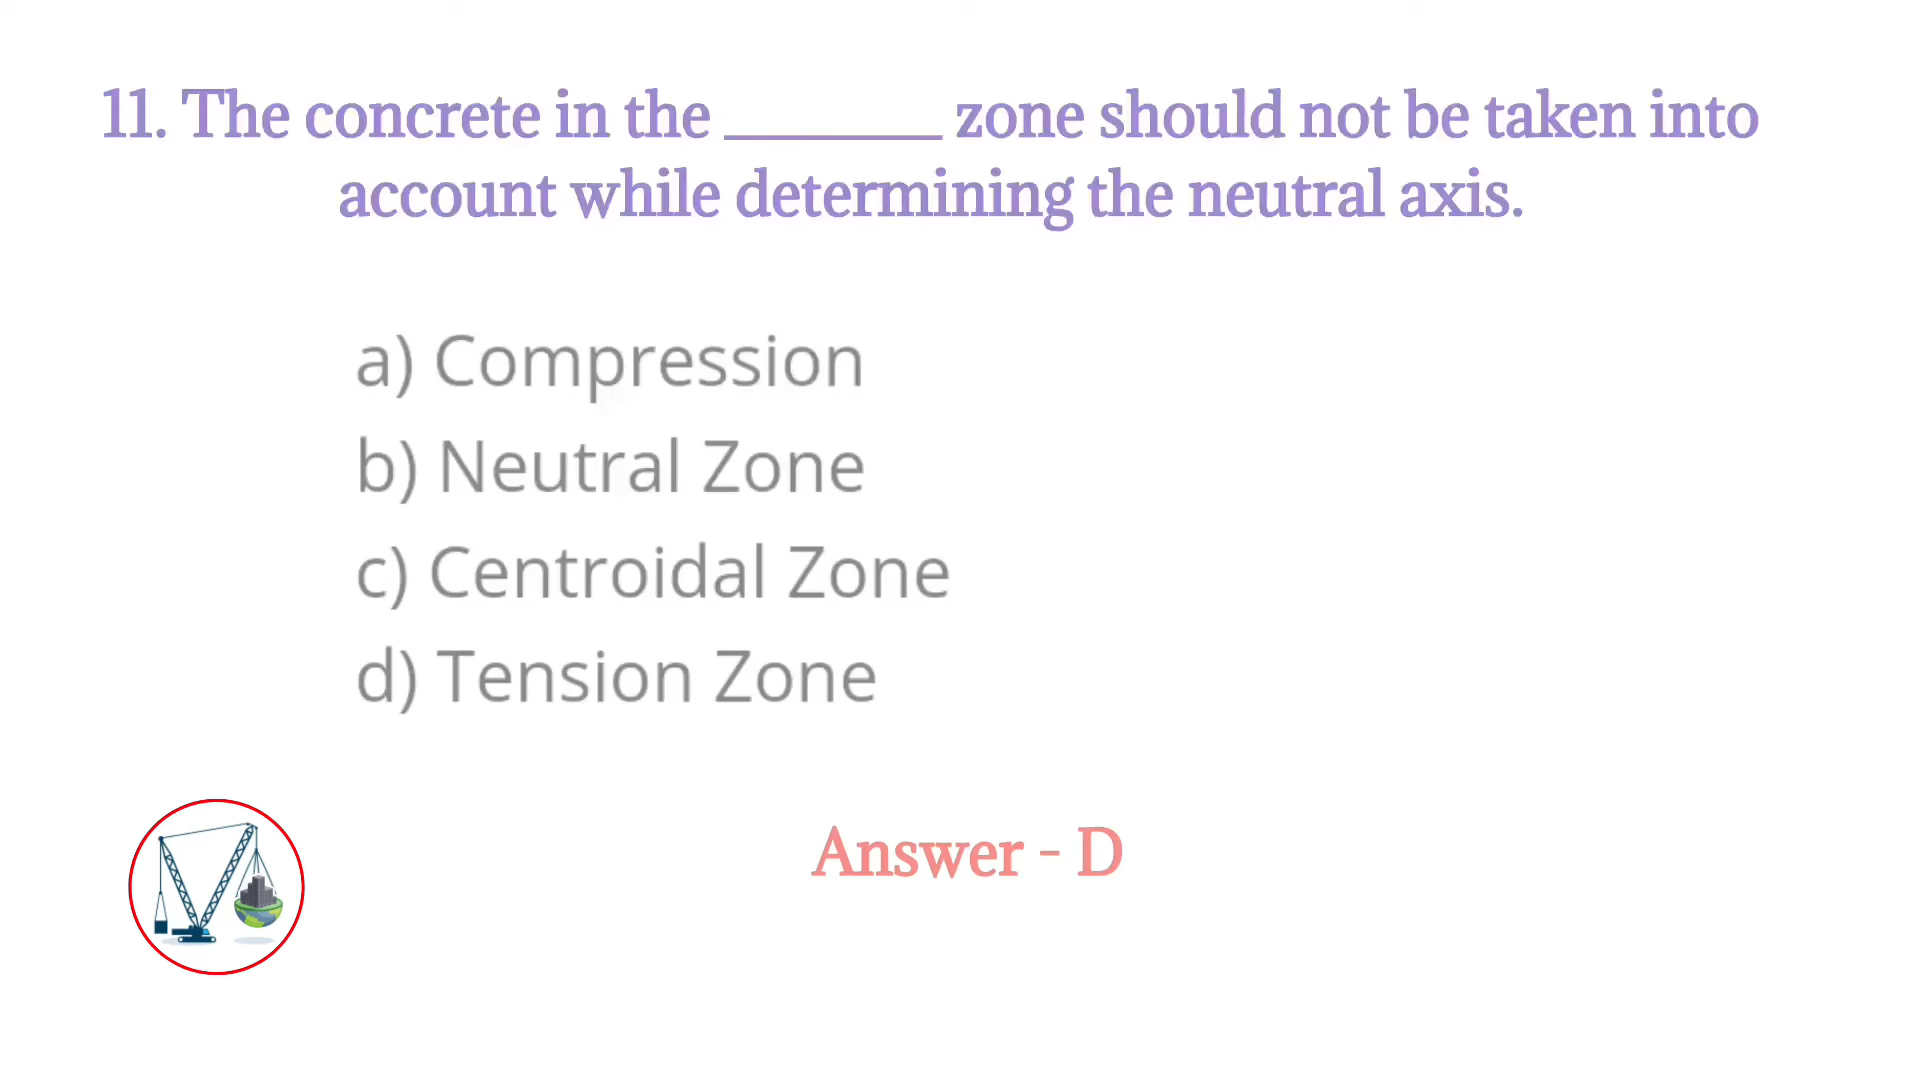 11. The concrete in the ________ zone should not be taken into
account while determining the neutral axis.
a) Compression
b) Neutral Zone
c) Centroidal Zone
d) Tension Zone
Answer - D